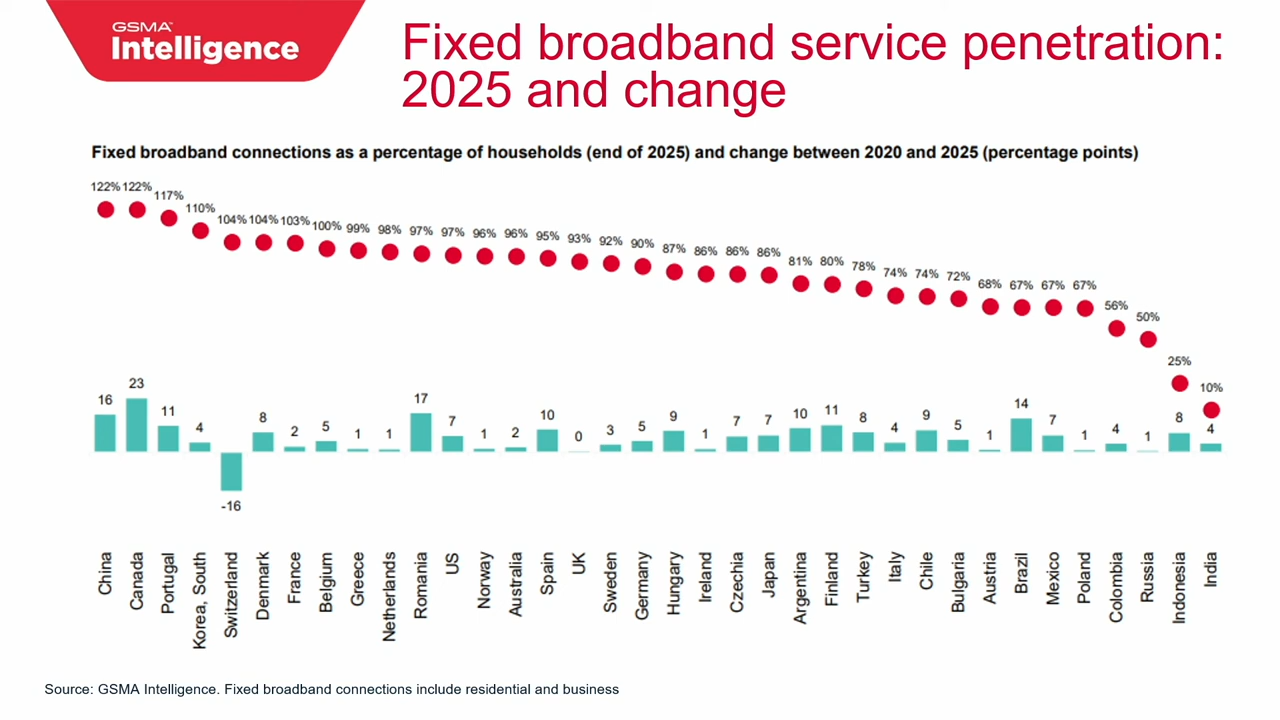 GSMA™
Intelligence
Fixed broadband service penetration:
2025 and change
Fixed broadband connections as a percentage of households (end of 2025) and change between 2020 and 2025 (percentage points)
122% 122% 117% 110% 104% 104% 103% 100% 99% 98% 97% 97% 96% 96% 95% 93% 92% 90% 87% 86% 86% 86% 81% 80% 78% 74% 74% 72% 68% 67% 67% 67% 56% 50% 25% 10%
16 23 11 4 -16 8 2 5 1 1 17 7 1 2 10 0 3 5 9 1 7 7 10 11 8 4 9 5 1 14 7 1 4 1 8 4
China
Canada
Portugal
Korea, South
Switzerland
Denmark
France
Belgium
Greece
Netherlands
Romania
US
Norway
Australia
Spain
UK
Sweden
Germany
Hungary
Ireland
Czechia
Japan
Argentina
Finland
Turkey
Italy
Chile
Bulgaria
Austria
Brazil
Mexico
Poland
Colombia
Russia
Indonesia
India
Source: GSMA Intelligence. Fixed broadband connections include residential and business